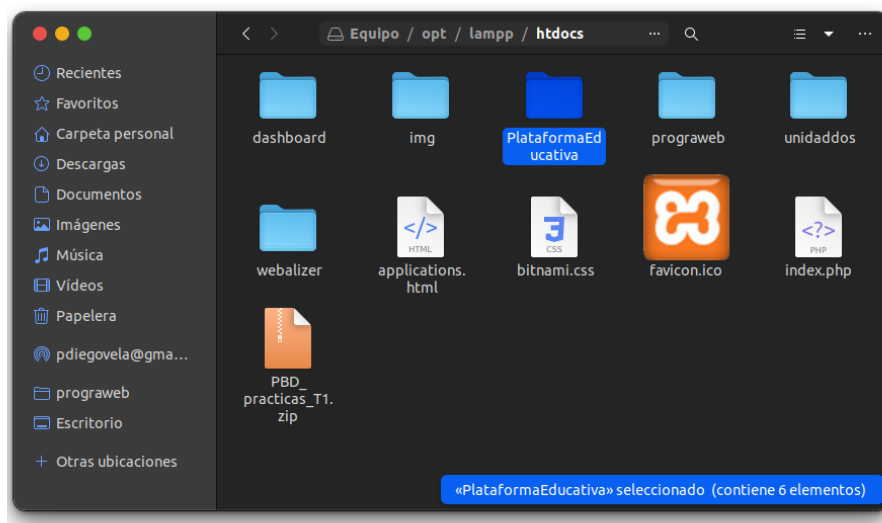 Equipo / opt / lampp / htdocs ... ...
Recientes
Favoritos
Carpeta personal
Descargas
Documentos
Imágenes
Música
Vídeos
Papelera
pdiegovela@gma...
prograweb
Escritorio
+ Otras ubicaciones
dashboard
img
PlataformaEd
ucativa
prograweb
unidaddos
webalizer
</>
HTML
applications.
html
3
CSS
bitnami.css
favicon.ico
<?>
PHP
index.php
PBD_
practicas_T1.
zip
«PlataformaEducativa» seleccionado (contiene 6 elementos)